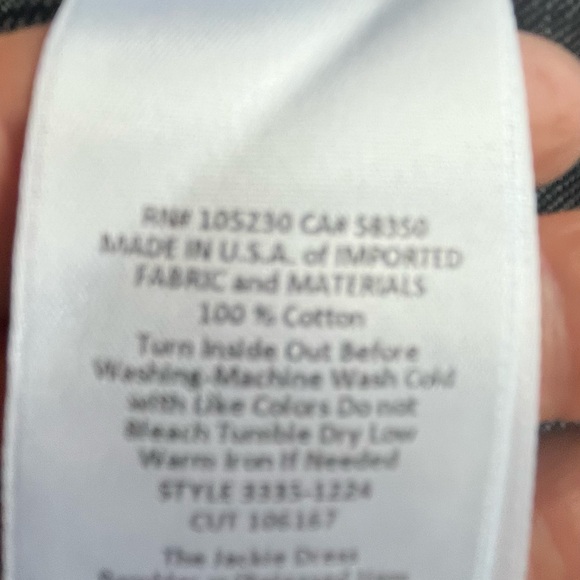 RN# 105230 CA# 58350
MADE IN U.S.A. of IMPORTED
FABRIC and MATERIALS
100 % Cotton
Turn Inside Out Before
Washing-Machine Wash Cold
with Like Colors Do not
Bleach Tumble Dry Low
Warm Iron If Needed
STYLE 3335-1224
CUT 106167
The Jackie Dress